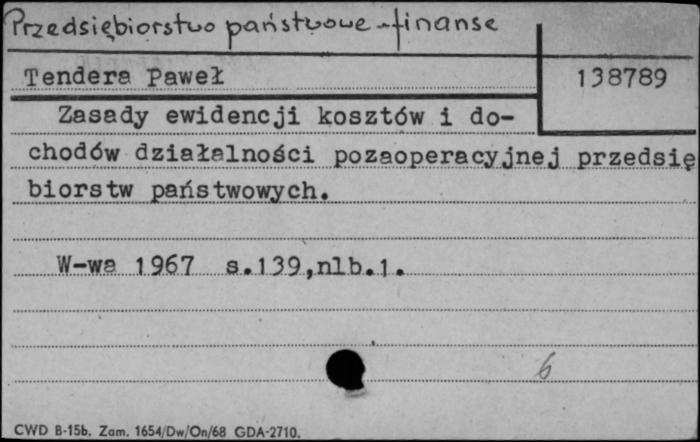 Przedsiębiorstwo państwowe - finanse
Tendera Paweł
138789
Zasady ewidencji kosztów i do-
chodów działalności pozaoperacyjnej przedsię
biorstw państwowych.
W-wa 1967 s.139,nlb.1.
6
CWD B-15b. Zam. 1654/Dw/On/68 GDA-2710.